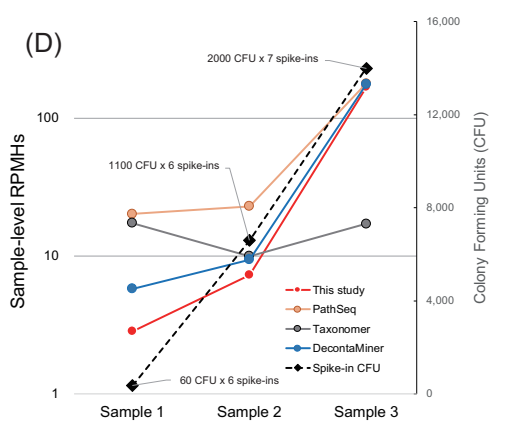 (D)
16,000
2000 CFU x 7 spike-ins
100
12,000
1100 CFU x 6 spike-ins
8,000
10
Sample-level RPMHs
Colony Forming Units (CFU)
This study
PathSeq
Taxonomer
4,000
DecontaMiner
Spike-in CFU
60 CFU x 6 spike-ins
1
0
Sample 1
Sample 2
Sample 3